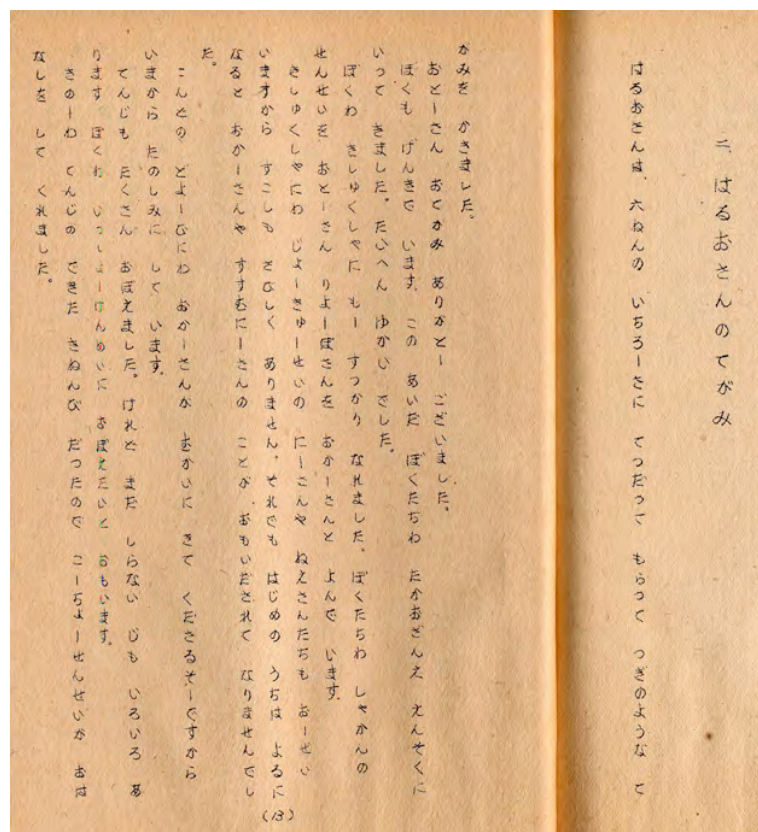 二、はるおさんのてがみ
はるおさんは 六ねんの いちろーさに てつだって もらって つぎのような て
がみを かきました。
おとーさん おてがみ ありがとー ございました。
ぼくも げんきで います。この あいだ ぼくたちわ たかおざんえ えんそくに
いって きました。たいへん ゆかい でした。
ぼくわ きしゅくしゃに もー すつかり なれました。ぼくたちわ しゃかんの
せんせいを おとーさん りよーぼさんを おかーさんと よんで います。
きしゅくしゃにわ じょーきゅーせいの にーさんや ねえさんたちも おーぜい
いますから すこしも さびしく ありません。それでも はじめの うちは よるに
なると おかーさんや すすむにーさんの ことが おもいだされて なりませんでし
た。
こんどの どよーびにわ おかーさんが むかいに きて くださるそーですから
いまから たのしみに して います。
てんじも たくさん おぼえました。けれど まだ しらない じも いろいろ あ
ります。ぼくわ いつしょーけんめいに おぼえたいと おもいます。
きのーわ てんじの できた きねんび だつたので こーちよーせんせいが おは
なしを して くれました。
(13)